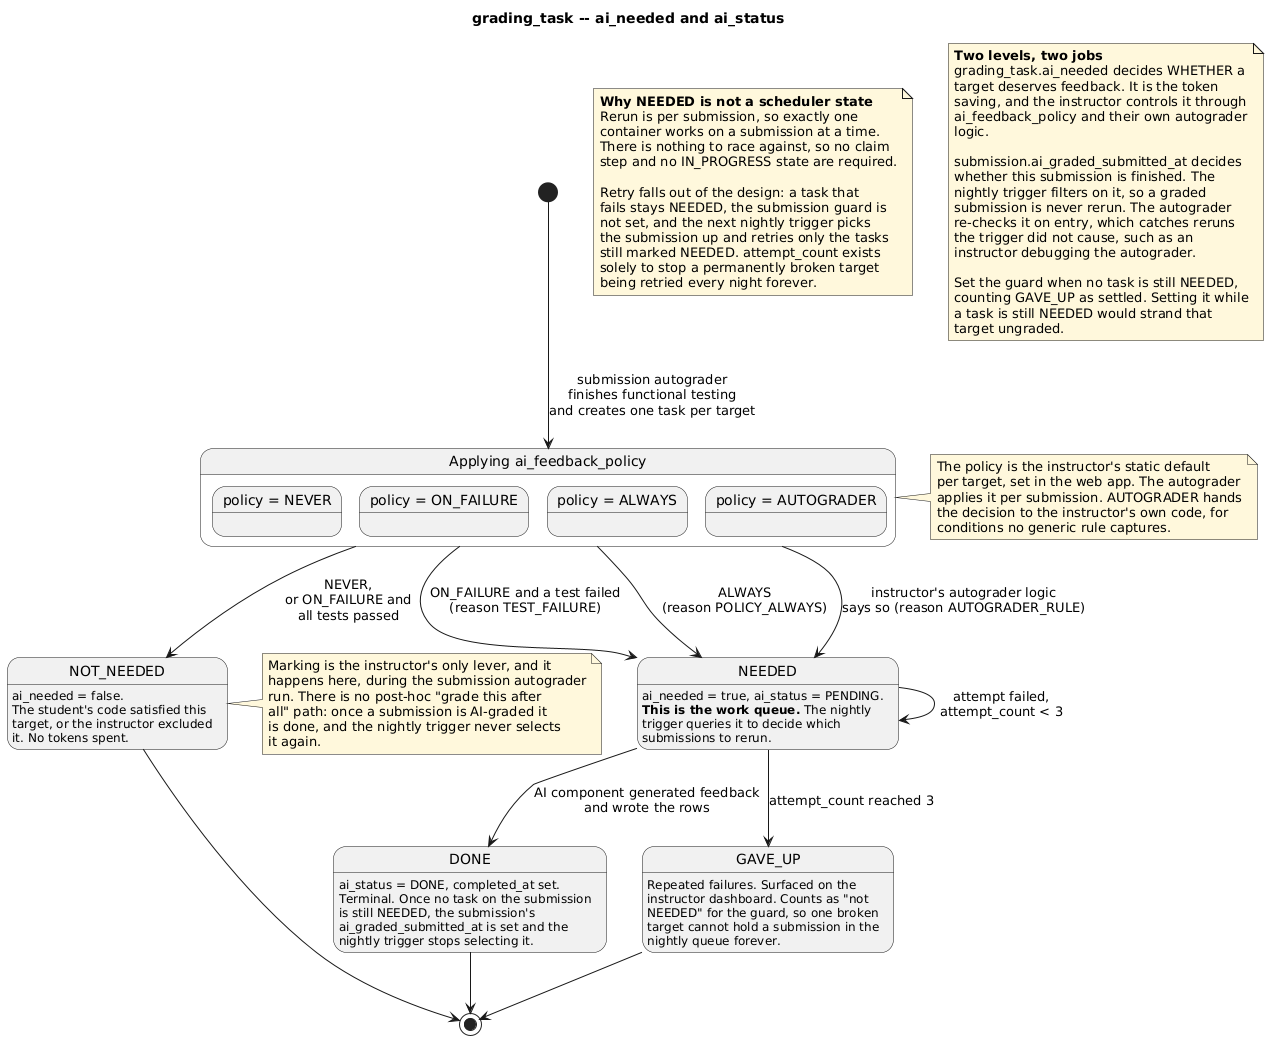 grading_task -- ai_needed and ai_status
Two levels, two jobs
grading_task.ai_needed decides WHETHER a
target deserves feedback. It is the token
saving, and the instructor controls it through
ai_feedback_policy and their own autograder
logic.
submission.ai_graded_submitted_at decides
whether this submission is finished. The
nightly trigger filters on it, so a graded
submission is never rerun. The autograder
re-checks it on entry, which catches reruns
the trigger did not cause, such as an
instructor debugging the autograder.
Set the guard when no task is still NEEDED,
counting GAVE_UP as settled. Setting it while
a task is still NEEDED would strand that
target ungraded.
Why NEEDED is not a scheduler state
Rerun is per submission, so exactly one
container works on a submission at a time.
There is nothing to race against, so no claim
step and no IN_PROGRESS state are required.
Retry falls out of the design: a task that
fails stays NEEDED, the submission guard is
not set, and the next nightly trigger picks
the submission up and retries only the tasks
still marked NEEDED. attempt_count exists
solely to stop a permanently broken target
being retried every night forever.
submission autograder
finishes functional testing
and creates one task per target
Applying ai_feedback_policy
policy = NEVER
policy = ON_FAILURE
policy = ALWAYS
policy = AUTOGRADER
The policy is the instructor's static default
per target, set in the web app. The autograder
applies it per submission. AUTOGRADER hands
the decision to the instructor's own code, for
conditions no generic rule captures.
NEVER,
or ON_FAILURE and
all tests passed
ON_FAILURE and a test failed
(reason TEST_FAILURE)
ALWAYS
(reason POLICY_ALWAYS)
instructor's autograder logic
says so (reason AUTOGRADER_RULE)
NOT_NEEDED
ai_needed = false.
The student's code satisfied this
target, or the instructor excluded
it. No tokens spent.
Marking is the instructor's only lever, and it
happens here, during the submission autograder
run. There is no post-hoc "grade this after
all" path: once a submission is AI-graded it
is done, and the nightly trigger never selects
it again.
NEEDED
ai_needed = true, ai_status = PENDING.
This is the work queue. The nightly
trigger queries it to decide which
submissions to rerun.
attempt failed,
attempt_count < 3
AI component generated feedback
and wrote the rows
attempt_count reached 3
DONE
ai_status = DONE, completed_at set.
Terminal. Once no task on the submission
is still NEEDED, the submission's
ai_graded_submitted_at is set and the
nightly trigger stops selecting it.
GAVE_UP
Repeated failures. Surfaced on the
instructor dashboard. Counts as "not
NEEDED" for the guard, so one broken
target cannot hold a submission in the
nightly queue forever.